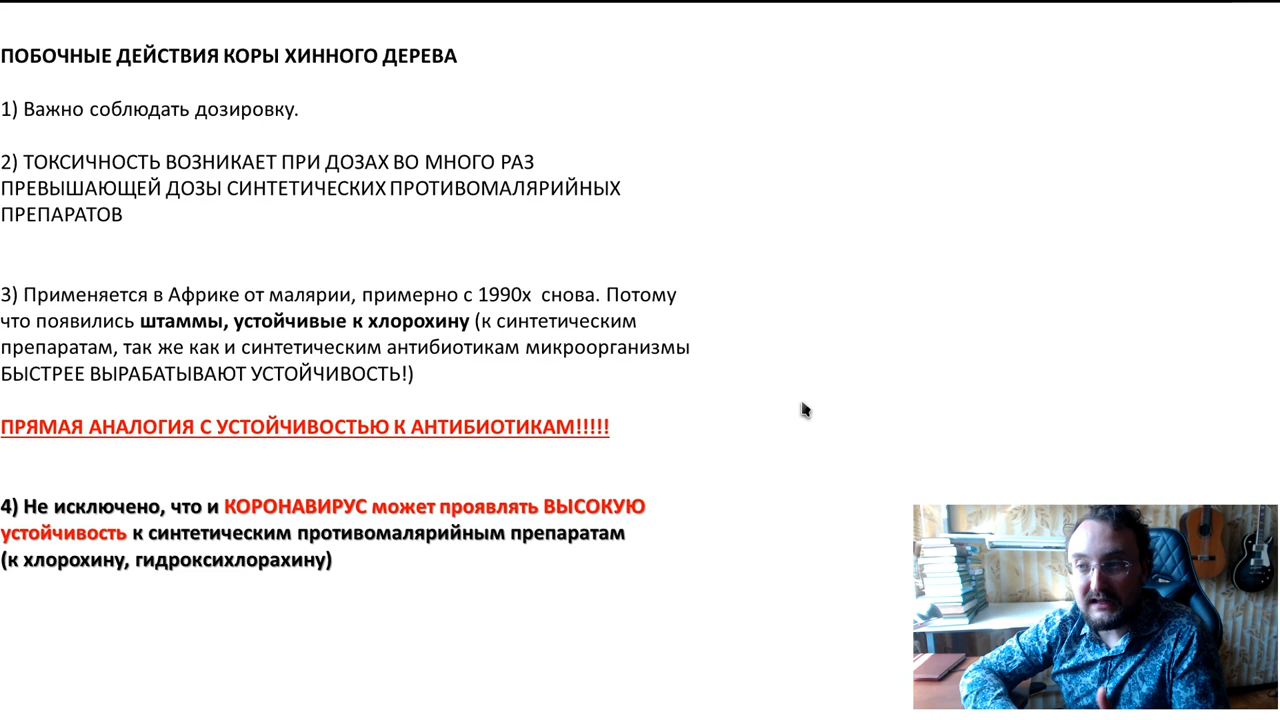 ПОБОЧНЫЕ ДЕЙСТВИЯ КОРЫ ХИННОГО ДЕРЕВА
1) Важно соблюдать дозировку.
2) ТОКСИЧНОСТЬ ВОЗНИКАЕТ ПРИ ДОЗАХ ВО МНОГО РАЗ
ПРЕВЫШАЮЩЕЙ ДОЗЫ СИНТЕТИЧЕСКИХ ПРОТИВОМАЛЯРИЙНЫХ
ПРЕПАРАТОВ
3) Применяется в Африке от малярии, примерно с 1990х снова. Потому
что появились штаммы, устойчивые к хлорохину (к синтетическим
препаратам, так же как и синтетическим антибиотикам микроорганизмы
БЫСТРЕЕ ВЫРАБАТЫВАЮТ УСТОЙЧИВОСТЬ!)
ПРЯМАЯ АНАЛОГИЯ С УСТОЙЧИВОСТЬЮ К АНТИБИОТИКАМ!!!!!
4) Не исключено, что и КОРОНАВИРУС может проявлять ВЫСОКУЮ
устойчивость к синтетическим противомалярийным препаратам
(к хлорохину, гидроксихлорахину)